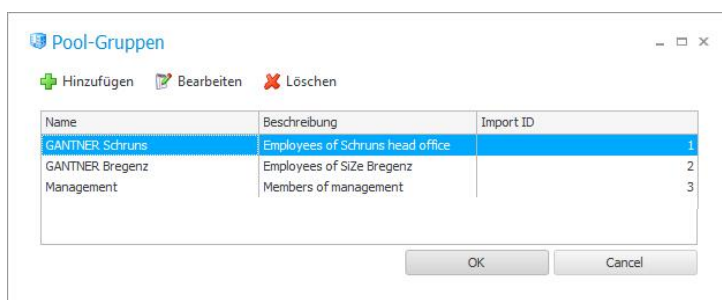 Pool-Gruppen
Hinzufügen Bearbeiten Löschen
Name Beschreibung Import ID
GANTNER Schruns Employees of Schruns head office 1
GANTNER Bregenz Employees of SiZe Bregenz 2
Management Members of management 3
OK Cancel